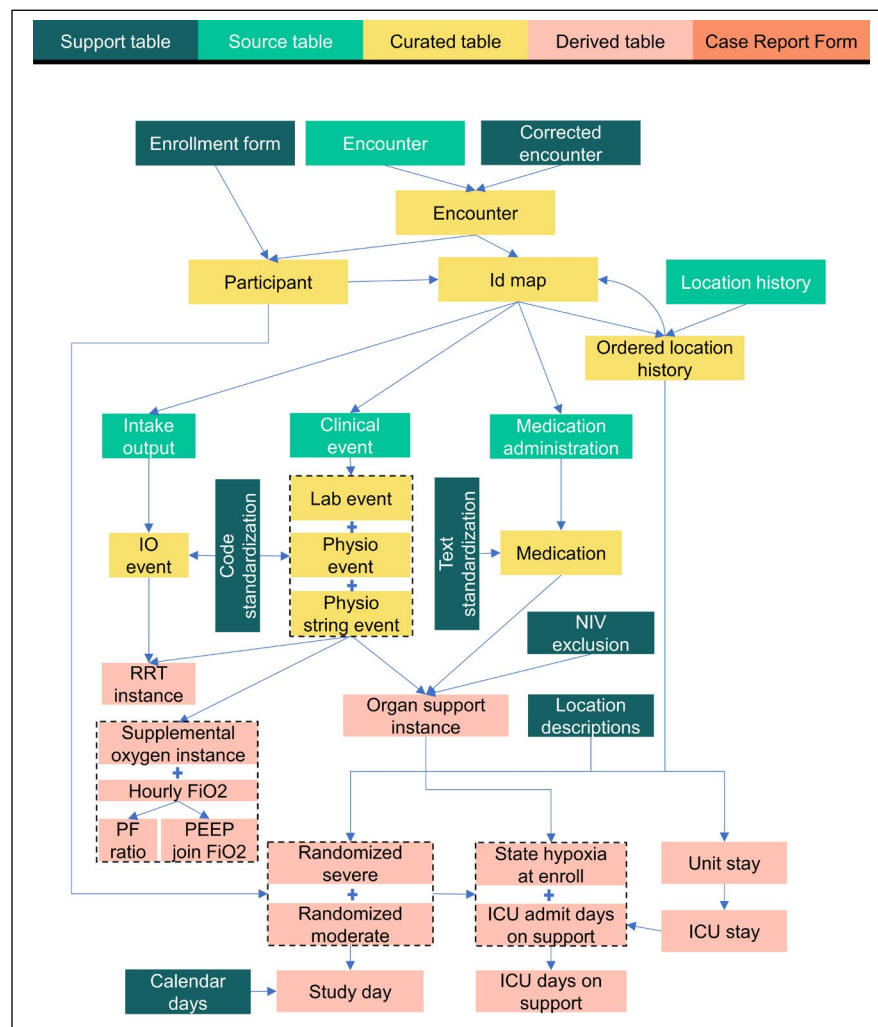 Support table
Source table
Curated table
Derived table
Case Report Form
Enrollment form
Encounter
Corrected
encounter
Encounter
Participant
Id map
Location history
Ordered location
history
Intake
output
Clinical
event
Medication
administration
Code
standardization
Lab event
+
Physio
event
+
Physio
string event
IO
event
Text
standardization
Medication
NIV
exclusion
RRT
instance
Organ support
instance
Location
descriptions
Supplemental
oxygen instance
+
Hourly FiO2
PF
ratio
PEEP
join FiO2
Randomized
severe
+
Randomized
moderate
State hypoxia
at enroll
+
ICU admit days
on support
Unit stay
ICU stay
Calendar
days
Study day
ICU days on
support